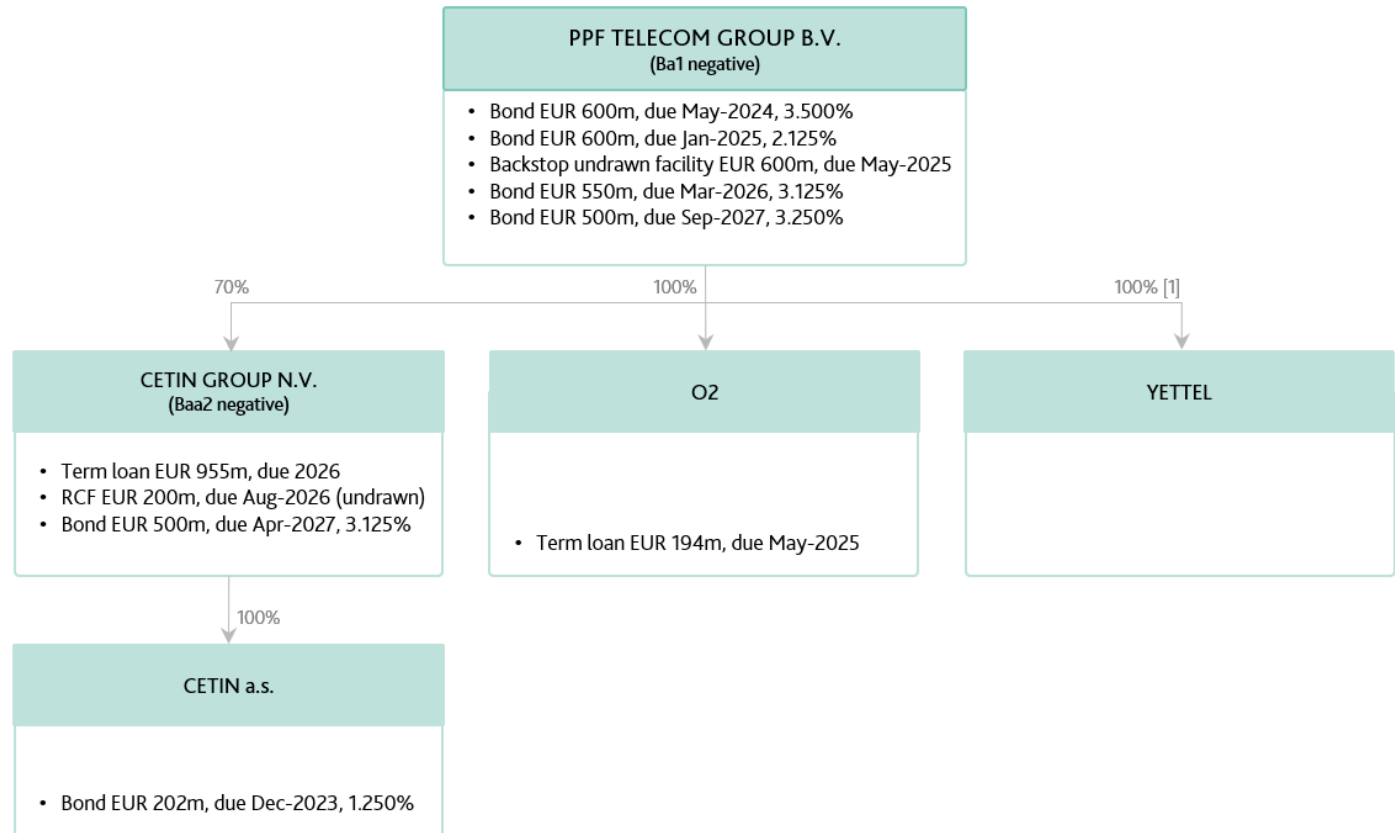 PPF TELECOM GROUP B.V.
(Ba1 negative)
• Bond EUR 600m, due May-2024, 3.500%
• Bond EUR 600m, due Jan-2025, 2.125%
• Backstop undrawn facility EUR 600m, due May-2025
• Bond EUR 550m, due Mar-2026, 3.125%
• Bond EUR 500m, due Sep-2027, 3.250%
70%
100%
100% [1]
CETIN GROUP N.V.
(Baa2 negative)
• Term loan EUR 955m, due 2026
• RCF EUR 200m, due Aug-2026 (undrawn)
• Bond EUR 500m, due Apr-2027, 3.125%
O2
• Term loan EUR 194m, due May-2025
YETTEL
100%
CETIN a.s.
• Bond EUR 202m, due Dec-2023, 1.250%